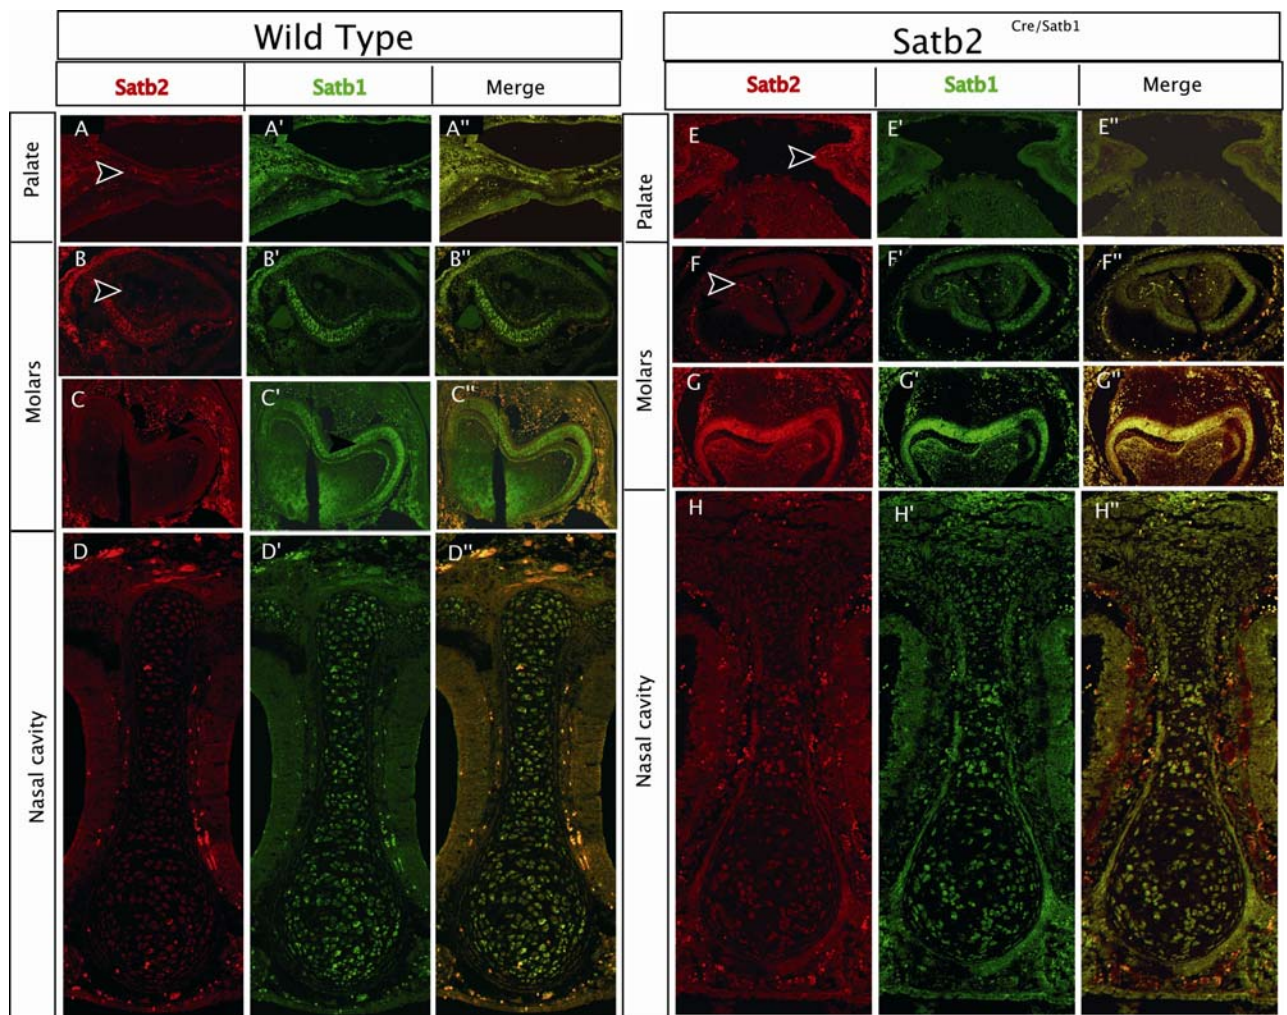 Wild Type
Satb2 Cre/Satb1
Satb2 Satb1 Merge
Satb2 Satb1 Merge
Palate
A A' A''
Molars
B B' B''
C C' C''
Nasal cavity
D D' D''
Palate
E E' E''
Molars
F F' F''
G G' G''
Nasal cavity
H H' H''